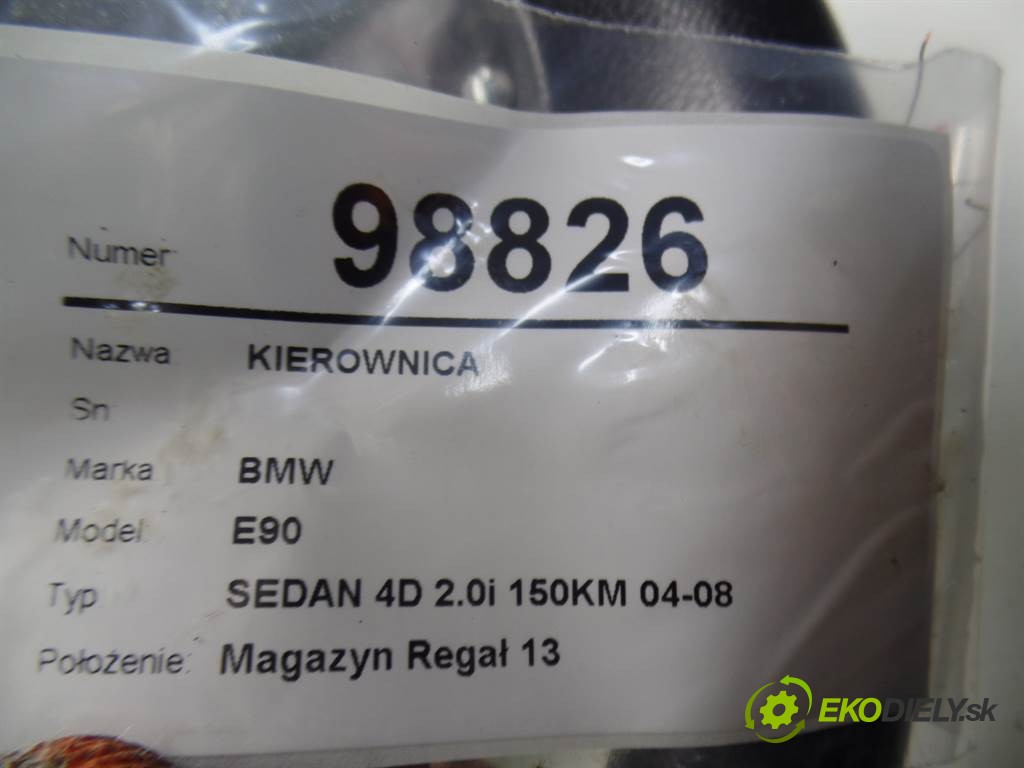 Numer: 98826
Nazwa: KIEROWNICA
Sn:
Marka: BMW
Model: E90
Typ: SEDAN 4D 2.0i 150KM 04-08
Położenie: Magazyn Regał 13
EKODIELY.sk